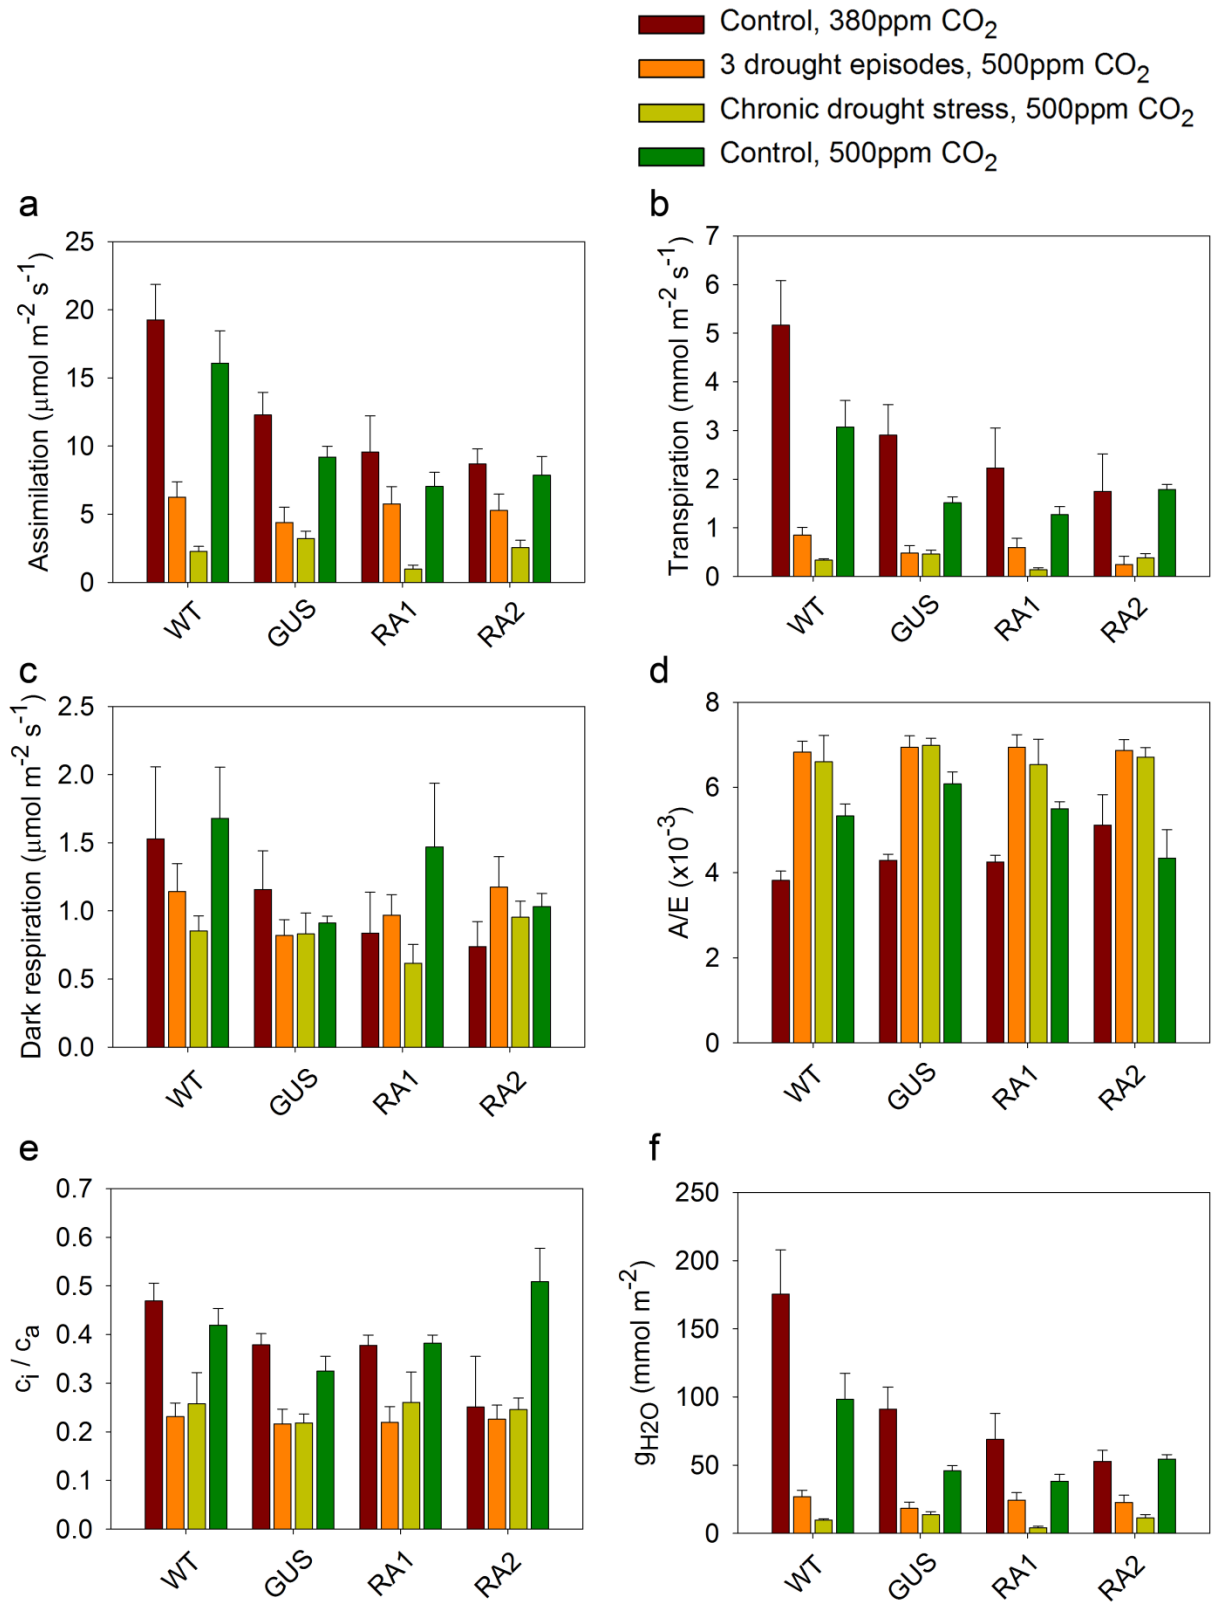 Control, 380ppm CO2
3 drought episodes, 500ppm CO2
Chronic drought stress, 500ppm CO2
Control, 500ppm CO2
a
Assimilation (μmol m-2 s-1)
25
20
15
10
5
0
WT
GUS
RA1
RA2
b
Transpiration (mmol m-2 s-1)
7
6
5
4
3
2
1
0
WT
GUS
RA1
RA2
c
Dark respiration (μmol m-2 s-1)
2.5
2.0
1.5
1.0
0.5
0.0
WT
GUS
RA1
RA2
d
A/E (x10-3)
8
6
4
2
0
WT
GUS
RA1
RA2
e
ci / ca
0.7
0.6
0.5
0.4
0.3
0.2
0.1
0.0
WT
GUS
RA1
RA2
f
gH2O (mmol m-2)
250
200
150
100
50
0
WT
GUS
RA1
RA2